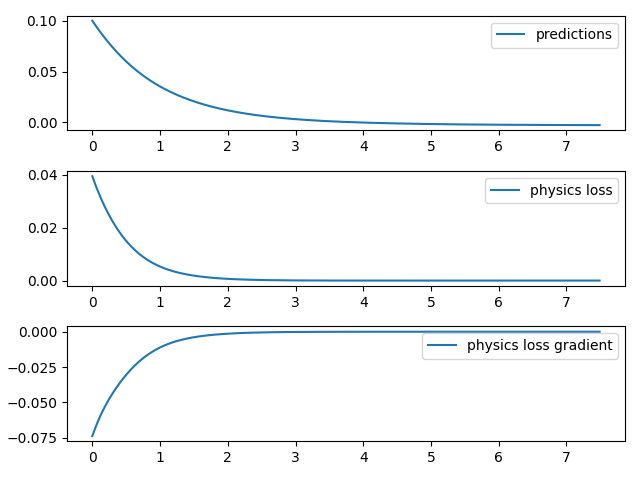 0.10
0.05
0.00
predictions
0 1 2 3 4 5 6 7
0.04
0.02
0.00
physics loss
0 1 2 3 4 5 6 7
0.000
−0.025
−0.050
−0.075
physics loss gradient
0 1 2 3 4 5 6 7